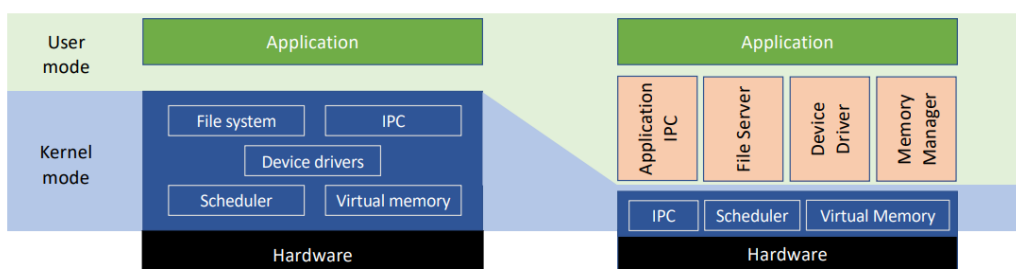 User
mode
Application
Application
File system
IPC
Device drivers
Scheduler
Virtual memory
Application
IPC
File Server
Device
Driver
Memory
Manager
Kernel
mode
IPC
Scheduler
Virtual Memory
Hardware
Hardware